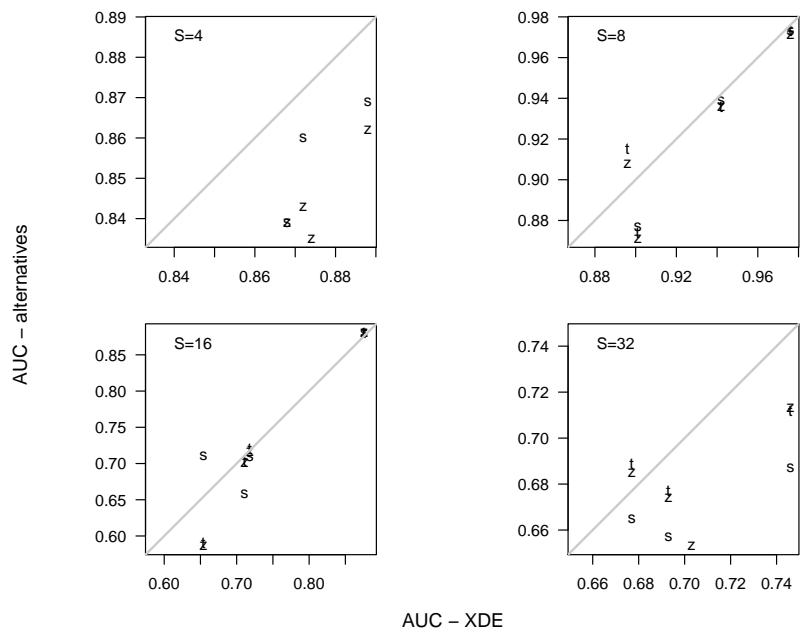 S=4
0.89
0.88
0.87
0.86
0.85
0.84
s
z
s
z
s
z
z
0.84 0.86 0.88
S=8
0.98
0.96
0.94
0.92
0.90
0.88
t
z
s
t
z
s
t
s
z
0.88 0.92 0.96
S=16
0.85
0.80
0.75
0.70
0.65
0.60
s
t
s
z
s
t
z
z
0.60 0.70 0.80
S=32
0.74
0.72
0.70
0.68
0.66
z
t
s
t
z
t
z
s
s
z
0.66 0.68 0.70 0.72 0.74
AUC − alternatives
AUC − XDE